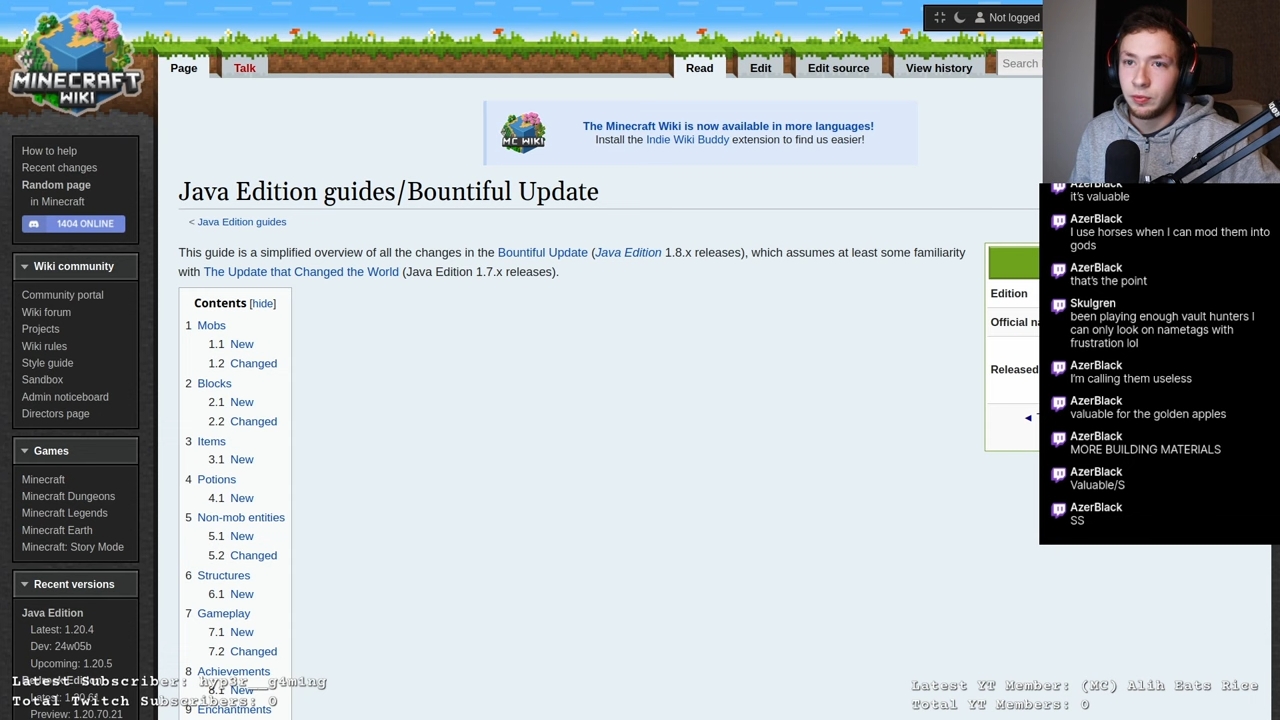 MINECRAFT
WIKI
Not logged
Page
Talk
Read
Edit
Edit source
View history
Search
How to help
Recent changes
Random page
in Minecraft
1404 ONLINE
Wiki community
Community portal
Wiki forum
Projects
Wiki rules
Style guide
Sandbox
Admin noticeboard
Directors page
Games
Minecraft
Minecraft Dungeons
Minecraft Legends
Minecraft Earth
Minecraft: Story Mode
Recent versions
Java Edition
Latest: 1.20.4
Dev: 24w05b
Upcoming: 1.20.5
Preview: 1.20.70.21
MC WIKI
The Minecraft Wiki is now available in more languages!
Install the Indie Wiki Buddy extension to find us easier!
Java Edition guides/Bountiful Update
< Java Edition guides
This guide is a simplified overview of all the changes in the Bountiful Update (Java Edition 1.8.x releases), which assumes at least some familiarity
with The Update that Changed the World (Java Edition 1.7.x releases).
Contents [hide]
1 Mobs
1.1 New
1.2 Changed
2 Blocks
2.1 New
2.2 Changed
3 Items
3.1 New
4 Potions
4.1 New
5 Non-mob entities
5.1 New
5.2 Changed
6 Structures
6.1 New
7 Gameplay
7.1 New
7.2 Changed
8 Achievements
8.1 New
9 Enchantments
Edition
Official
Released
AzerBlack
it's valuable
AzerBlack
I use horses when I can mod them into
gods
AzerBlack
that's the point
Skulgren
been playing enough vault hunters I
can only look on nametags with
frustration lol
AzerBlack
I'm calling them useless
AzerBlack
valuable for the golden apples
AzerBlack
MORE BUILDING MATERIALS
AzerBlack
Valuable/S
AzerBlack
SS
Latest Subscriber: hyp3r__g4m1ng
Total Twitch Subscribers: 0
Latest YT Member: (MC) Alih Eats Rice
Total YT Members: 0